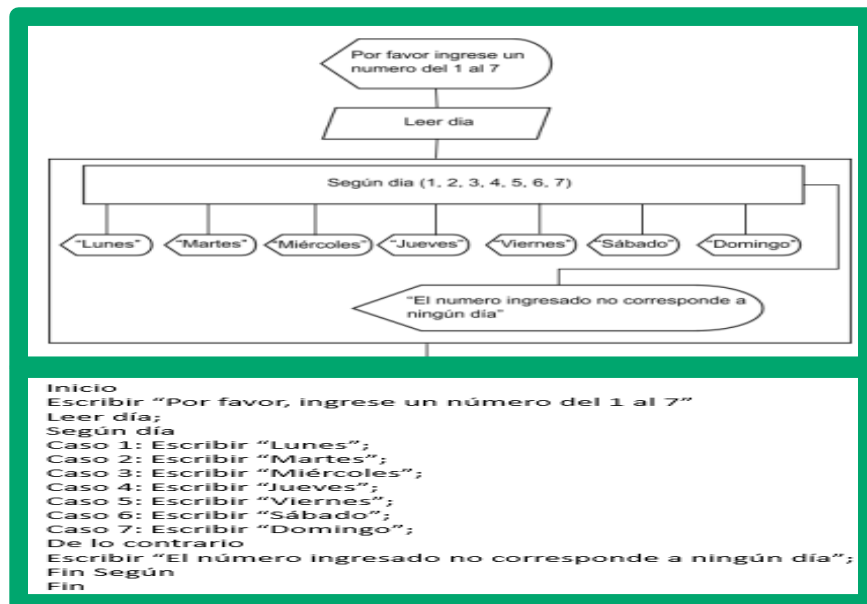 Por favor ingrese un
numero del 1 al 7
Leer dia
Según dia (1, 2, 3, 4, 5, 6, 7)
"Lunes"
"Martes"
"Miércoles"
"Jueves"
"Viernes"
"Sábado"
"Domingo"
"El numero ingresado no corresponde a
ningún día"
Inicio
Escribir "Por favor, ingrese un número del 1 al 7"
Leer día;
Según día
Caso 1: Escribir "Lunes";
Caso 2: Escribir "Martes";
Caso 3: Escribir "Miércoles";
Caso 4: Escribir "Jueves";
Caso 5: Escribir "Viernes";
Caso 6: Escribir "Sábado";
Caso 7: Escribir "Domingo";
De lo contrario
Escribir "El número ingresado no corresponde a ningún día";
Fin Según
Fin